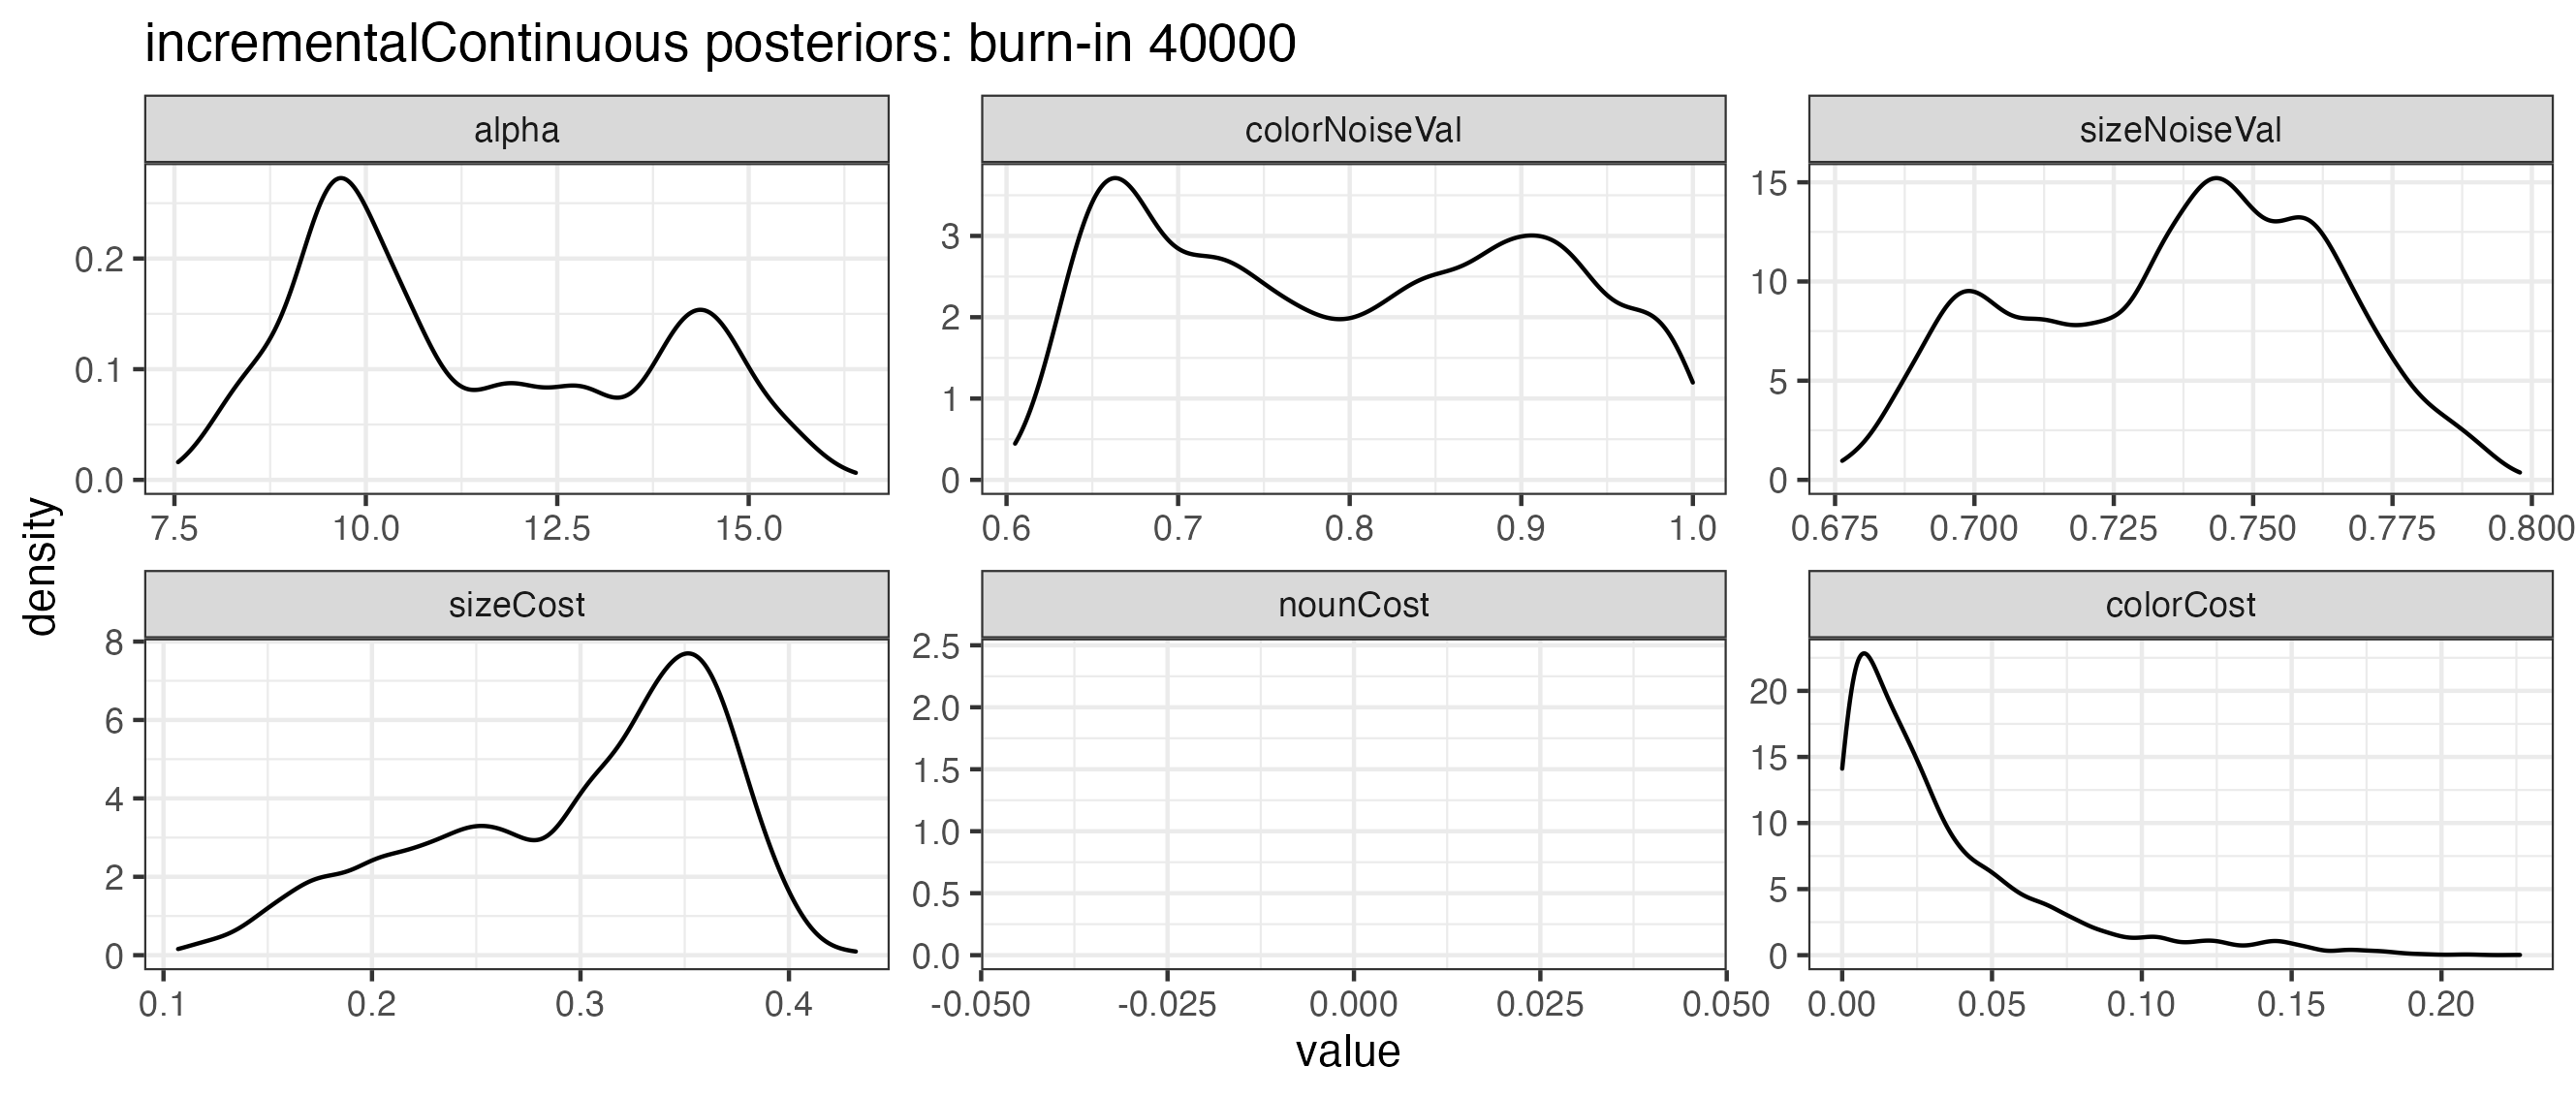 incrementalContinuous posteriors: burn-in 40000
alpha
colorNoiseVal
sizeNoiseVal
0.2
0.1
0.0
3
2
1
0
15
10
5
0
7.5 10.0 12.5 15.0
0.6 0.7 0.8 0.9 1.0
0.675 0.700 0.725 0.750 0.775 0.800
density
sizeCost
nounCost
colorCost
8
6
4
2
0
2.5
2.0
1.5
1.0
0.5
0.0
20
15
10
5
0
0.1 0.2 0.3 0.4
-0.050 -0.025 0.000 0.025 0.050
0.00 0.05 0.10 0.15 0.20
value